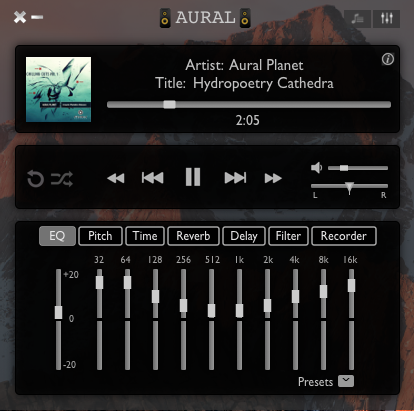 AURAL
Artist: Aural Planet
Title: Hydropoetry Cathedra
2:05
L R
EQ Pitch Time Reverb Delay Filter Recorder
32 64 128 256 512 1k 2k 4k 8k 16k
+20
0
-20
Presets